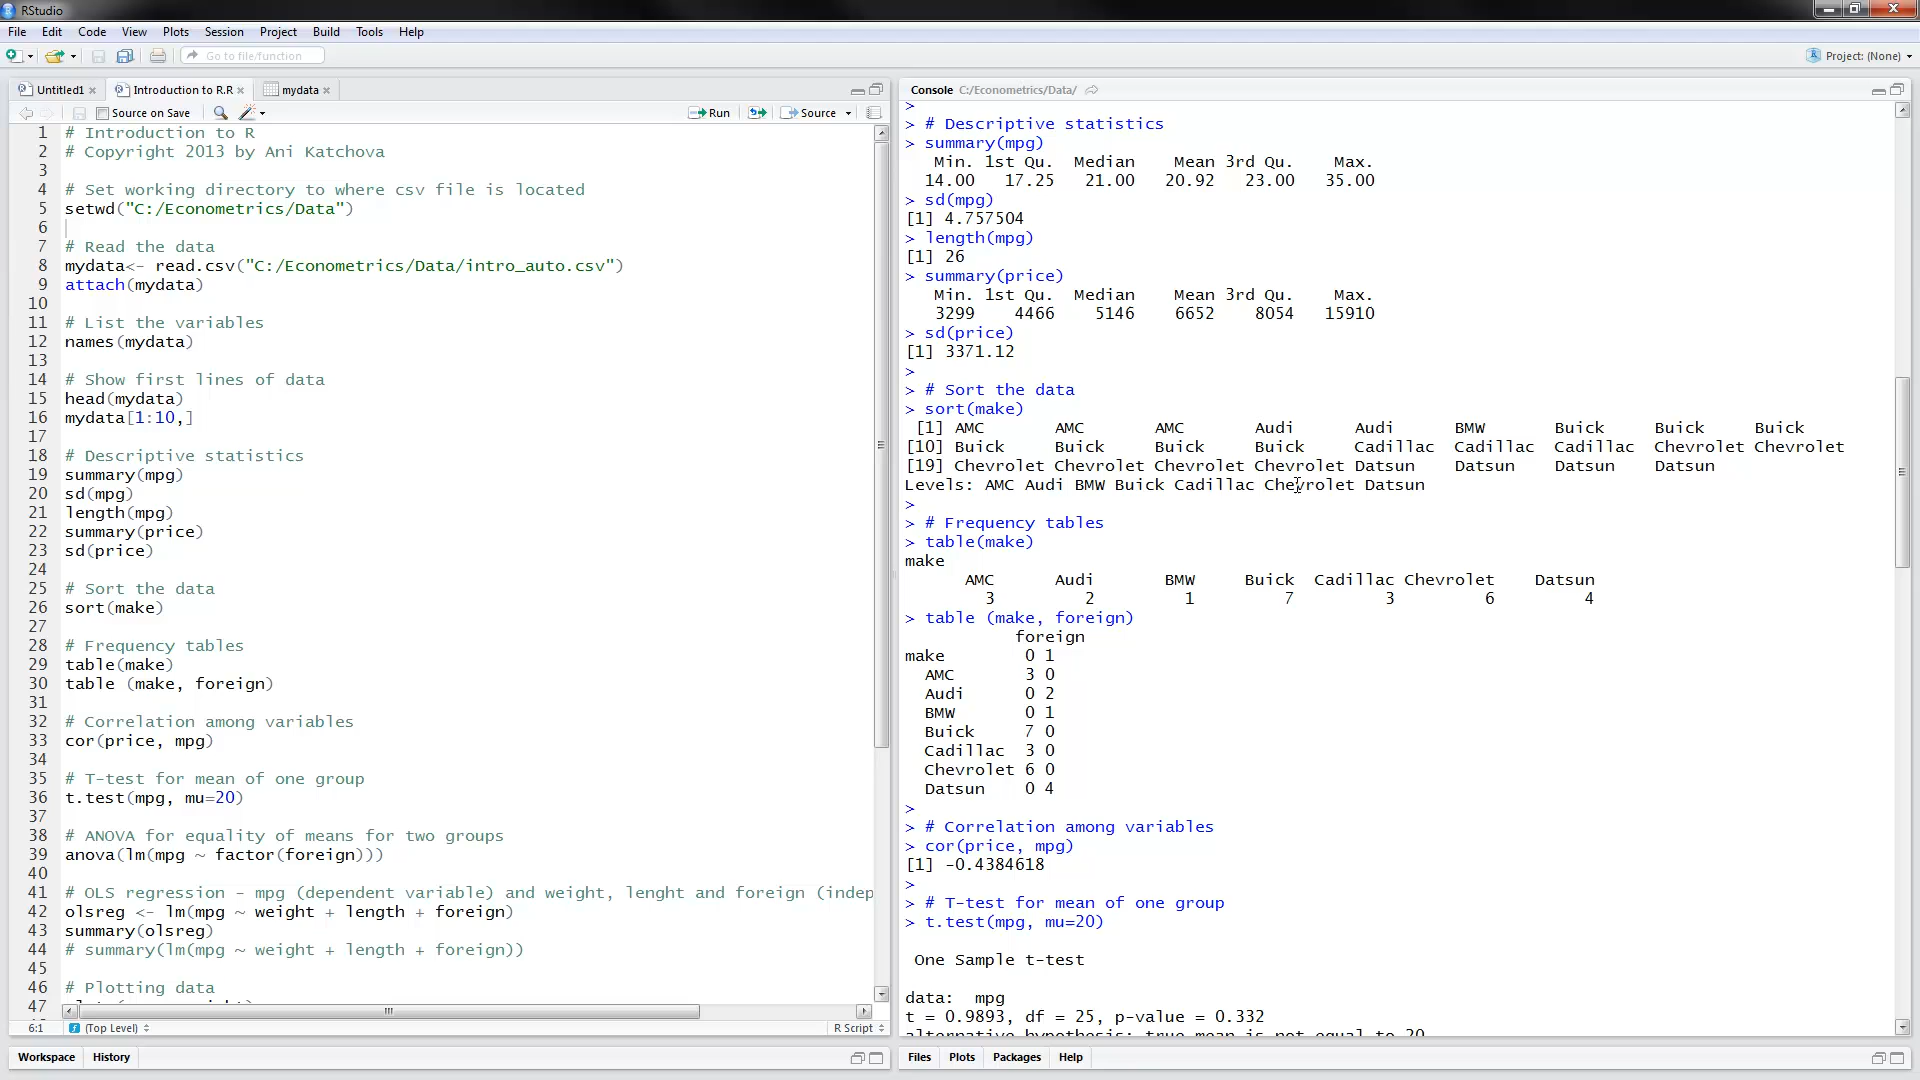 RStudio
File Edit Code View Plots Session Project Build Tools Help
Go to file/function
Project: (None)
Untitled1 Introduction to R.R mydata
Source on Save Run Source
1 # Introduction to R
2 # Copyright 2013 by Ani Katchova
3
4 # Set working directory to where csv file is located
5 setwd("C:/Econometrics/Data")
6
7 # Read the data
8 mydata<- read.csv("C:/Econometrics/Data/intro_auto.csv")
9 attach(mydata)
10
11 # List the variables
12 names(mydata)
13
14 # Show first lines of data
15 head(mydata)
16 mydata[1:10,]
17
18 # Descriptive statistics
19 summary(mpg)
20 sd(mpg)
21 length(mpg)
22 summary(price)
23 sd(price)
24
25 # Sort the data
26 sort(make)
27
28 # Frequency tables
29 table(make)
30 table (make, foreign)
31
32 # Correlation among variables
33 cor(price, mpg)
34
35 # T-test for mean of one group
36 t.test(mpg, mu=20)
37
38 # ANOVA for equality of means for two groups
39 anova(lm(mpg ~ factor(foreign)))
40
41 # OLS regression - mpg (dependent variable) and weight, lenght and foreign (indep
42 olsreg <- lm(mpg ~ weight + length + foreign)
43 summary(olsreg)
44 # summary(lm(mpg ~ weight + length + foreign))
45
46 # Plotting data
47
6:1 (Top Level) R Script
Workspace History
Console C:/Econometrics/Data/
>
> # Descriptive statistics
> summary(mpg)
Min. 1st Qu. Median Mean 3rd Qu. Max.
14.00 17.25 21.00 20.92 23.00 35.00
> sd(mpg)
[1] 4.757504
> length(mpg)
[1] 26
> summary(price)
Min. 1st Qu. Median Mean 3rd Qu. Max.
3299 4466 5146 6652 8054 15910
> sd(price)
[1] 3371.12
>
> # Sort the data
> sort(make)
[1] AMC AMC AMC Audi Audi BMW Buick Buick Buick
[10] Buick Buick Buick Buick Cadillac Cadillac Cadillac Chevrolet Chevrolet
[19] Chevrolet Chevrolet Chevrolet Chevrolet Datsun Datsun Datsun Datsun
Levels: AMC Audi BMW Buick Cadillac Chevrolet Datsun
>
> # Frequency tables
> table(make)
make
AMC Audi BMW Buick Cadillac Chevrolet Datsun
3 2 1 7 3 6 4
> table (make, foreign)
foreign
make 0 1
AMC 3 0
Audi 0 2
BMW 0 1
Buick 7 0
Cadillac 3 0
Chevrolet 6 0
Datsun 0 4
>
> # Correlation among variables
> cor(price, mpg)
[1] -0.4384618
>
> # T-test for mean of one group
> t.test(mpg, mu=20)
One Sample t-test
data: mpg
t = 0.9893, df = 25, p-value = 0.332
alternative hypothesis: true mean is not equal to 20
Files Plots Packages Help